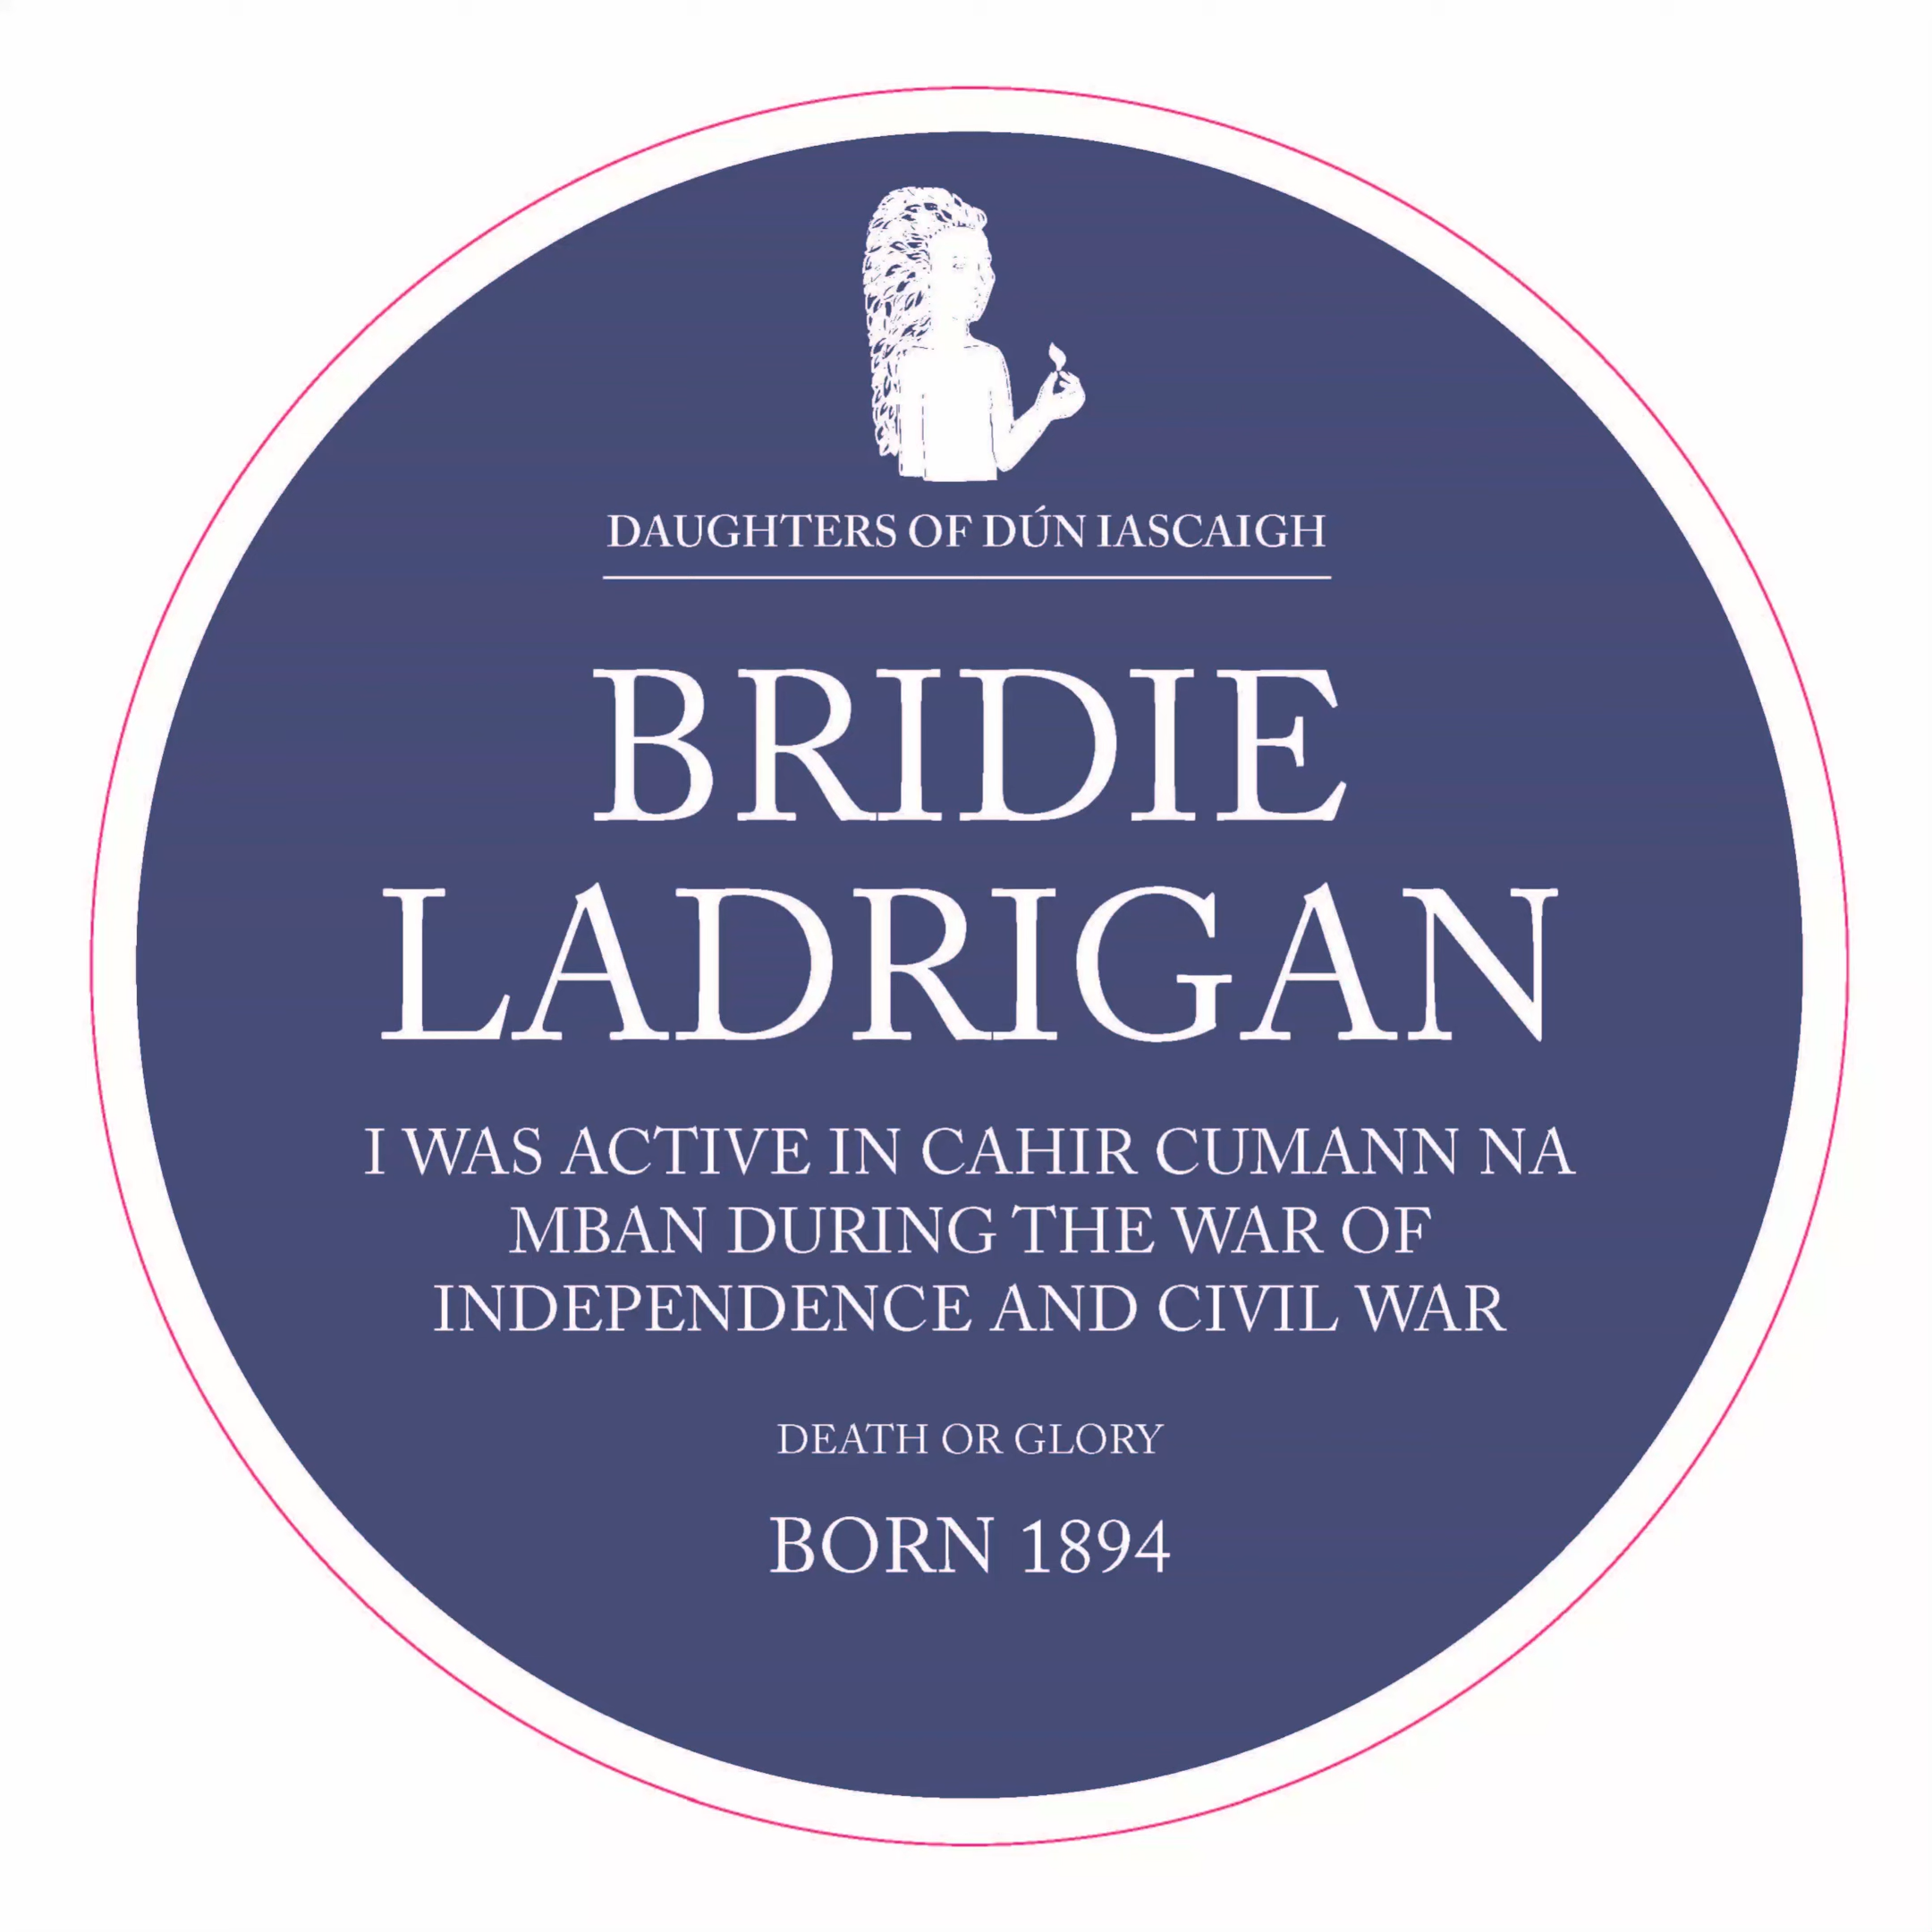 DAUGHTERS OF DÚN IASCAIGH
BRIDIE
LADRIGAN
I WAS ACTIVE IN CAHIR CUMANN NA
MBAN DURING THE WAR OF
INDEPENDENCE AND CIVIL WAR
DEATH OR GLORY
BORN 1894